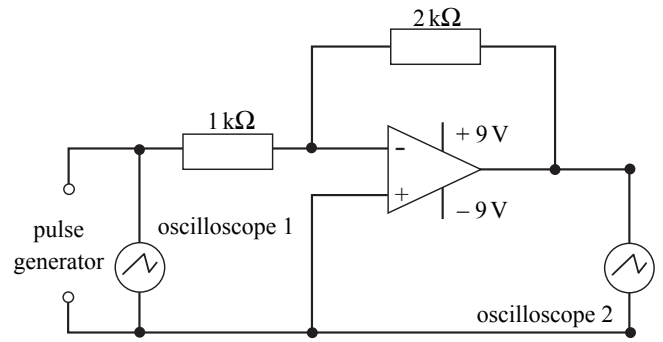 2 kΩ
1 kΩ
+ 9 V
-
+
oscilloscope 1
– 9 V
pulse
generator
oscilloscope 2